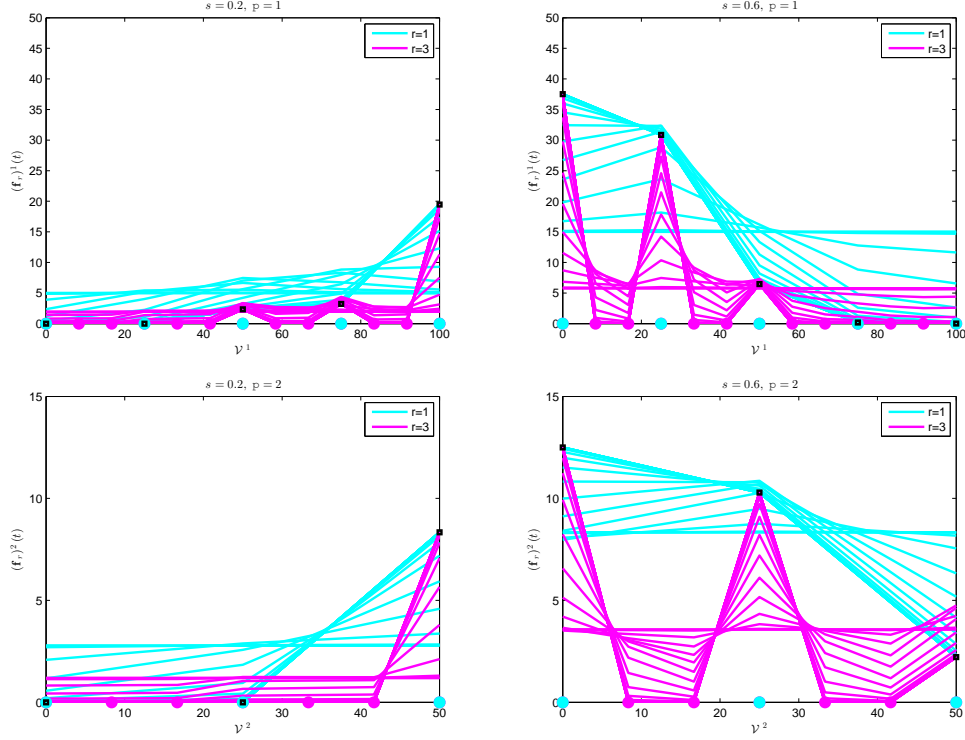 s = 0.2, p = 1
50
45
40
35
30
25
20
15
10
5
0
(f_r)^1(t)
r=1
r=3
0 20 40 60 80 100
𝒱^1
s = 0.6, p = 1
50
45
40
35
30
25
20
15
10
5
0
(f_r)^1(t)
r=1
r=3
0 20 40 60 80 100
𝒱^1
s = 0.2, p = 2
15
10
5
0
(f_r)^2(t)
r=1
r=3
0 10 20 30 40 50
𝒱^2
s = 0.6, p = 2
15
10
5
0
(f_r)^2(t)
r=1
r=3
0 10 20 30 40 50
𝒱^2